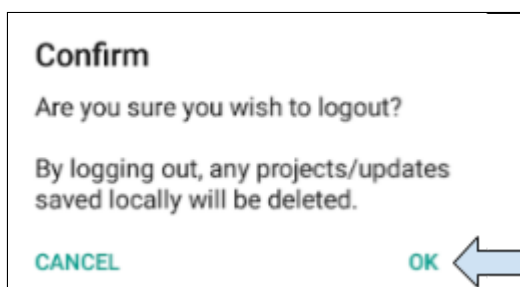 Confirm
Are you sure you wish to logout?
By logging out, any projects/updates
saved locally will be deleted.
CANCEL OK